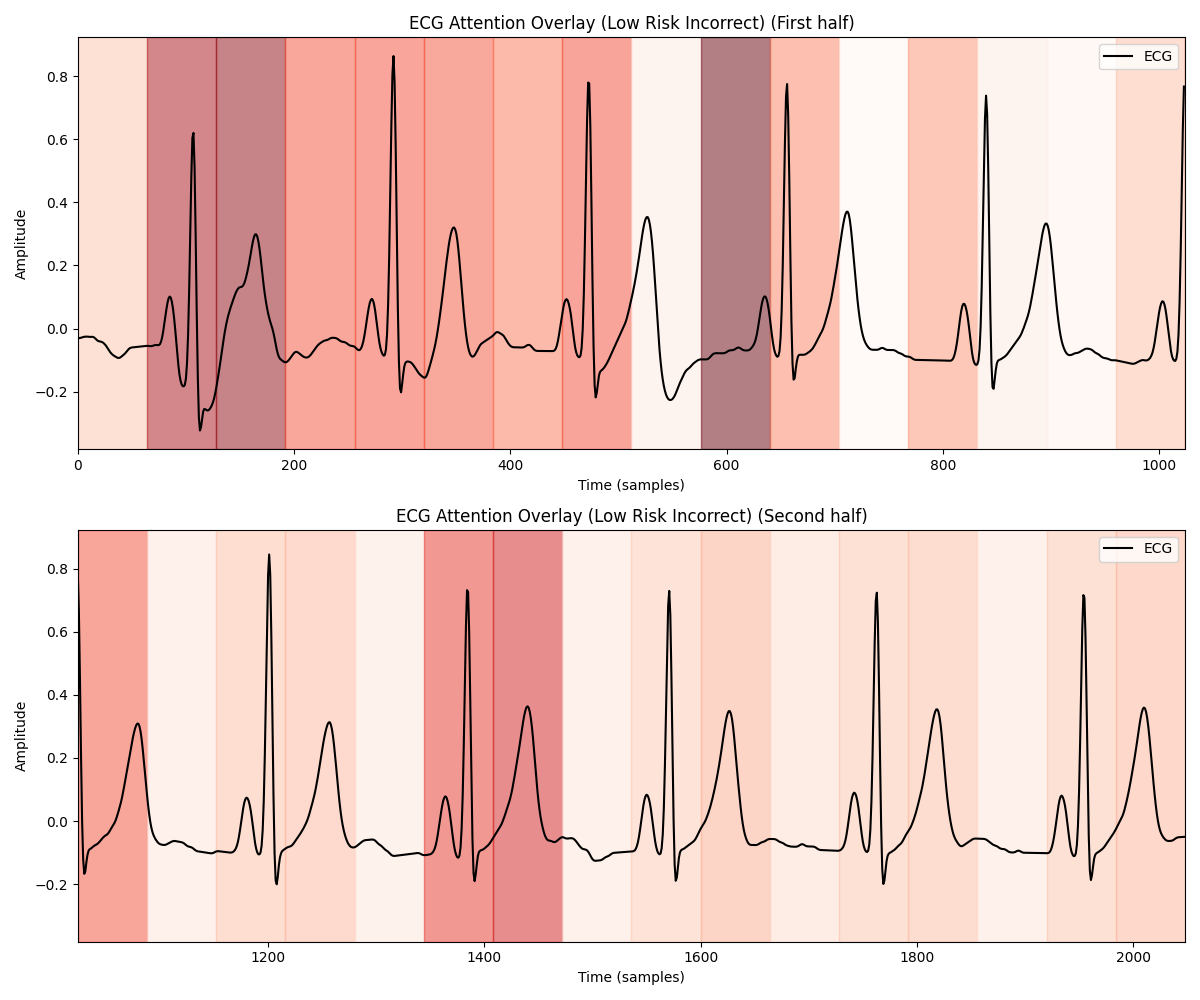 ECG Attention Overlay (Low Risk Incorrect) (First half)
ECG
0.8
0.6
0.4
0.2
0.0
−0.2
Amplitude
0 200 400 600 800 1000
Time (samples)
ECG Attention Overlay (Low Risk Incorrect) (Second half)
ECG
0.8
0.6
0.4
0.2
0.0
−0.2
Amplitude
1200 1400 1600 1800 2000
Time (samples)